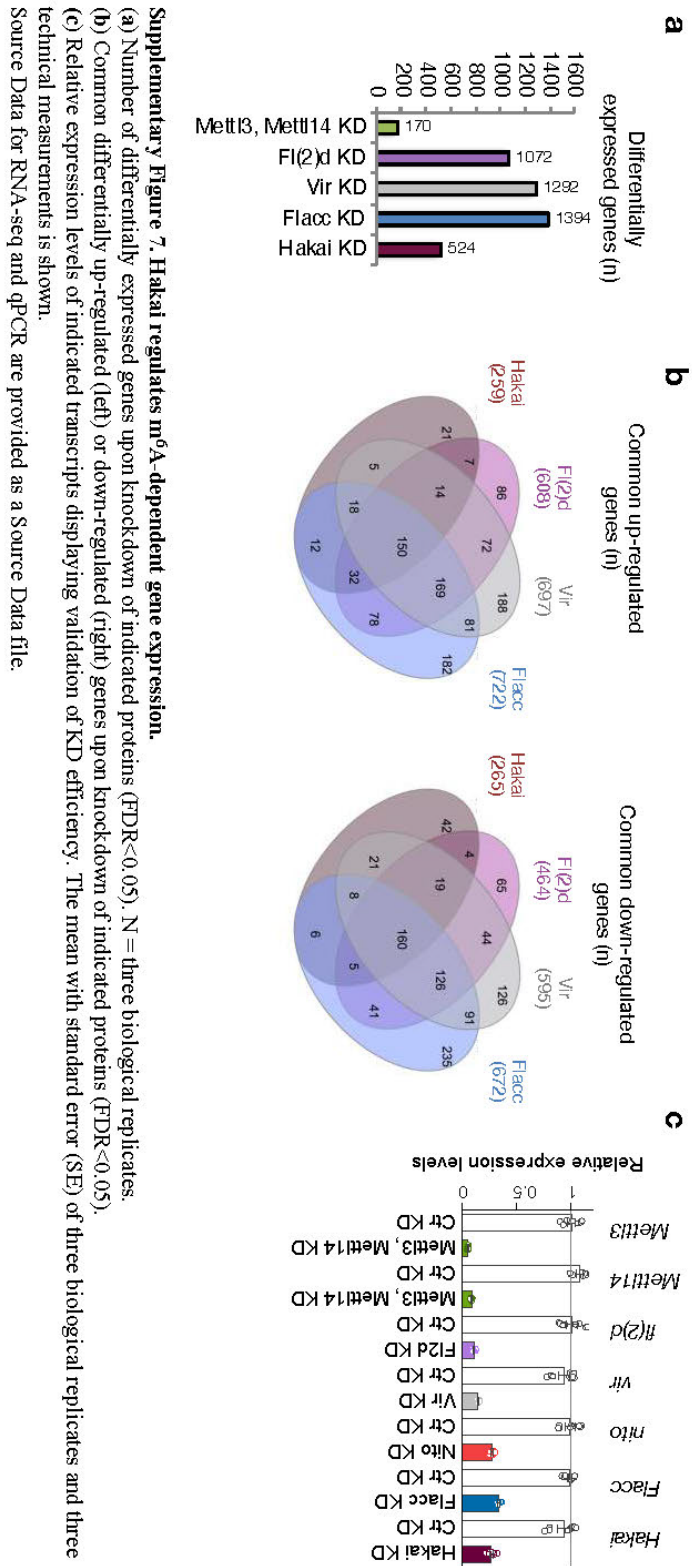 a
Differentially
expressed genes (n)
1600
1400
1200
1000
800
600
400
200
0
170
1072
1292
1394
524
Mettl3, Mettl14 KD
Fl(2)d KD
Vir KD
Flacc KD
Hakai KD
b
Common up-regulated
genes (n)
Hakai
(259)
Fl(2)d
(608)
Vir
(697)
Flacc
(722)
21
7
86
72
188
81
182
5
14
169
18
150
78
12
32
Common down-regulated
genes (n)
Hakai
(265)
Fl(2)d
(464)
Vir
(595)
Flacc
(672)
42
4
65
44
126
91
235
21
19
126
8
160
41
6
5
c
Mettl3
Mettl14
fl(2)d
vir
nito
Flacc
Hakai
Relative expression levels
1
0.5
0
Ctr KD
Mettl3, Mettl14 KD
Ctr KD
Mettl3, Mettl14 KD
Ctr KD
Fl2d KD
Ctr KD
Vir KD
Ctr KD
Nito KD
Ctr KD
Flacc KD
Ctr KD
Hakai KD
Supplementary Figure 7. Hakai regulates m⁶A-dependent gene expression.
(a) Number of differentially expressed genes upon knockdown of indicated proteins (FDR<0.05). N = three biological replicates.
(b) Common differentially up-regulated (left) or down-regulated (right) genes upon knockdown of indicated proteins (FDR<0.05).
(c) Relative expression levels of indicated transcripts displaying validation of KD efficiency. The mean with standard error (SE) of three biological replicates and three
technical measurements is shown.
Source Data for RNA-seq and qPCR are provided as a Source Data file.